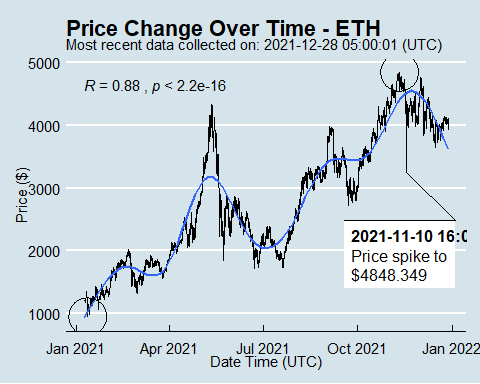 Price Change Over Time - ETH
Most recent data collected on: 2021-12-28 05:00:01 (UTC)
R = 0.88 , p < 2.2e-16
5000
4000
3000
2000
1000
Price ($)
2021-11-10 16:0
Price spike to
$4848.349
Jan 2021 Apr 2021 Jul 2021 Oct 2021 Jan 2022
Date Time (UTC)